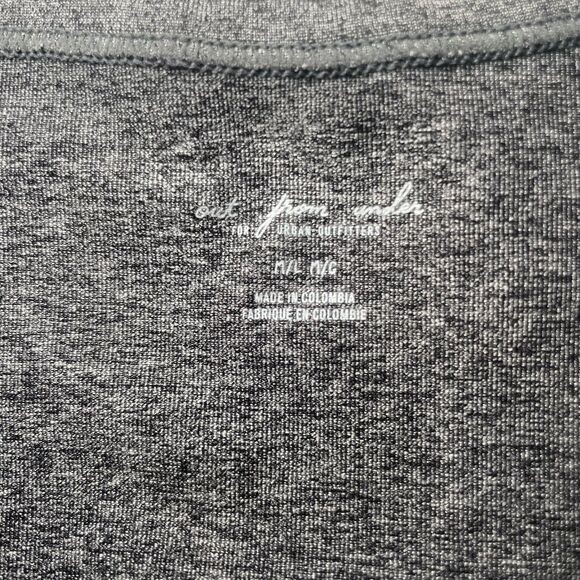 out from under
FOR URBAN OUTFITTERS
M/L M/G
MADE IN COLOMBIA
FABRIQUE EN COLOMBIE